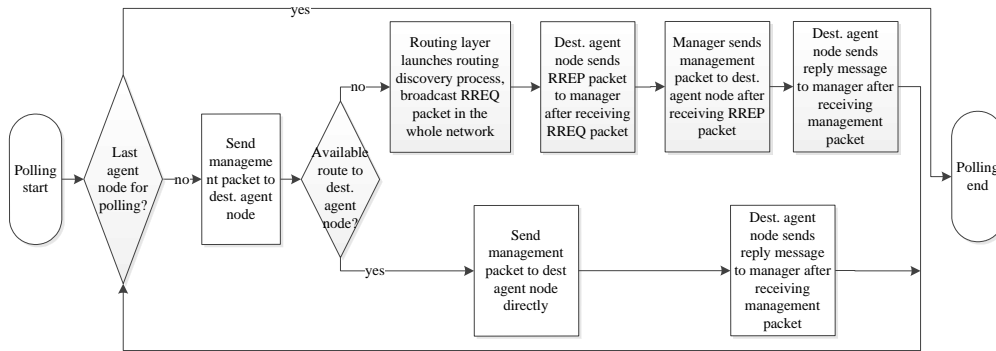 yes
Polling
start
Last
agent
node for
polling?
no
Send
manageme
nt packet to
dest. agent
node
Available
route to
dest.
agent
node?
no
Routing layer
launches routing
discovery process,
broadcast RREQ
packet in the
whole network
Dest. agent
node sends
RREP packet
to manager
after receiving
RREQ packet
Manager sends
management
packet to dest.
agent node after
receiving RREP
packet
Dest. agent
node sends
reply message
to manager after
receiving
management
packet
yes
Send
management
packet to dest
agent node
directly
Dest. agent
node sends
reply message
to manager after
receiving
management
packet
Polling
end